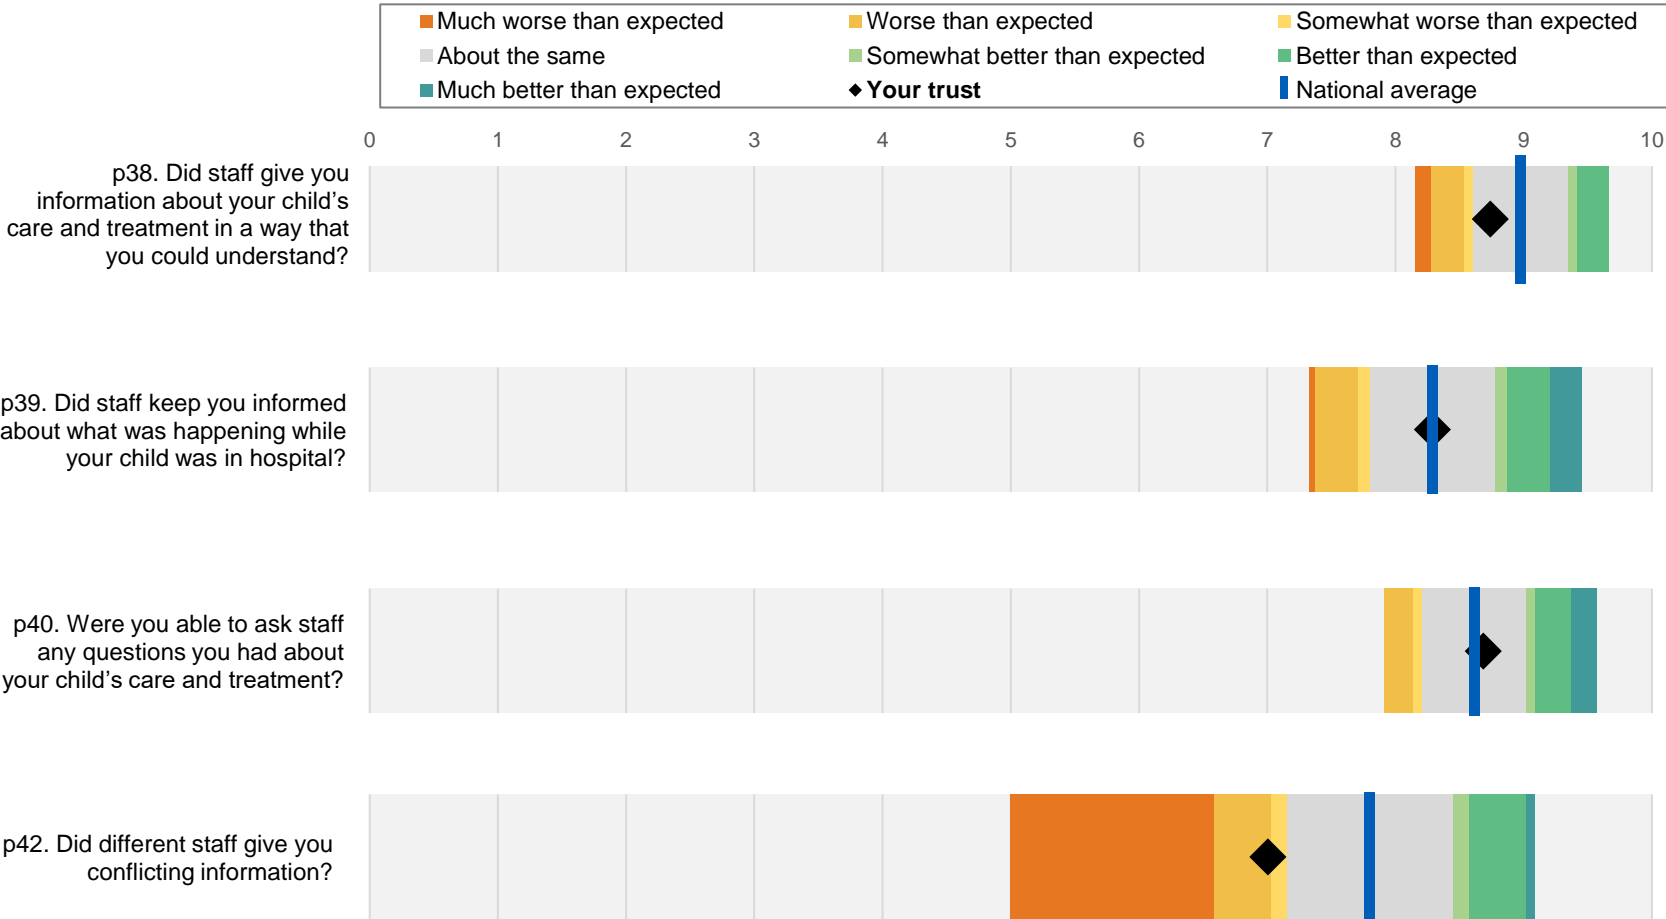 Much worse than expected Worse than expected Somewhat worse than expected
About the same Somewhat better than expected Better than expected
Much better than expected Your trust National average
0 1 2 3 4 5 6 7 8 9 10
p38. Did staff give you
information about your child’s
care and treatment in a way that
you could understand?
p39. Did staff keep you informed
about what was happening while
your child was in hospital?
p40. Were you able to ask staff
any questions you had about
your child’s care and treatment?
p42. Did different staff give you
conflicting information?